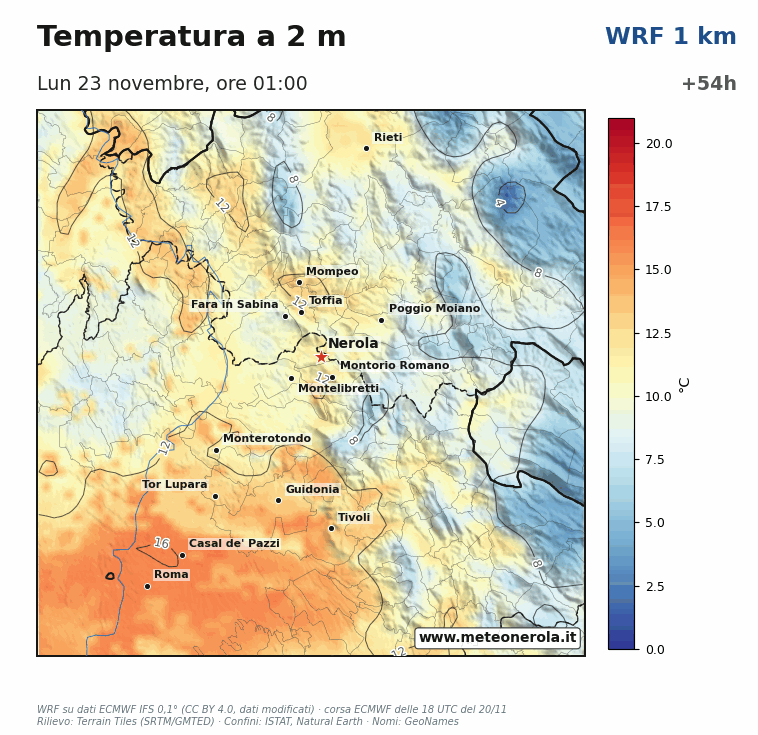 Temperatura a 2 m
WRF 1 km
Lun 23 novembre, ore 01:00
+54h
8
Rieti
20.0
8
4
12
17.5
12
Mompeo
8
15.0
Fara in Sabina
12
Toffia
Poggio Moiano
12.5
Nerola
Montorio Romano
12
Montelibretti
10.0
°C
Monterotondo
8
12
7.5
Tor Lupara
Guidonia
Tivoli
5.0
16
Casal de' Pazzi
8
Roma
2.5
www.meteonerola.it
12
0.0
WRF su dati ECMWF IFS 0,1° (CC BY 4.0, dati modificati) · corsa ECMWF delle 18 UTC del 20/11
Rilievo: Terrain Tiles (SRTM/GMTED) · Confini: ISTAT, Natural Earth · Nomi: GeoNames